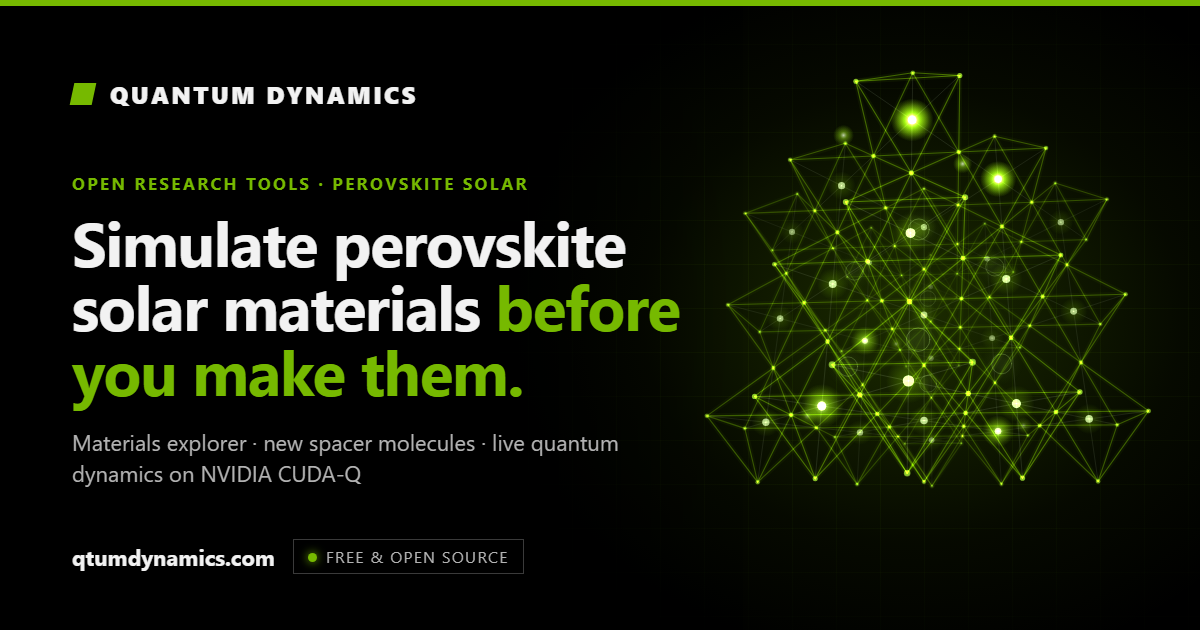 QUANTUM DYNAMICS
OPEN RESEARCH TOOLS · PEROVSKITE SOLAR
Simulate perovskite
solar materials before
you make them.
Materials explorer · new spacer molecules · live quantum
dynamics on NVIDIA CUDA-Q
qtumdynamics.com
FREE & OPEN SOURCE